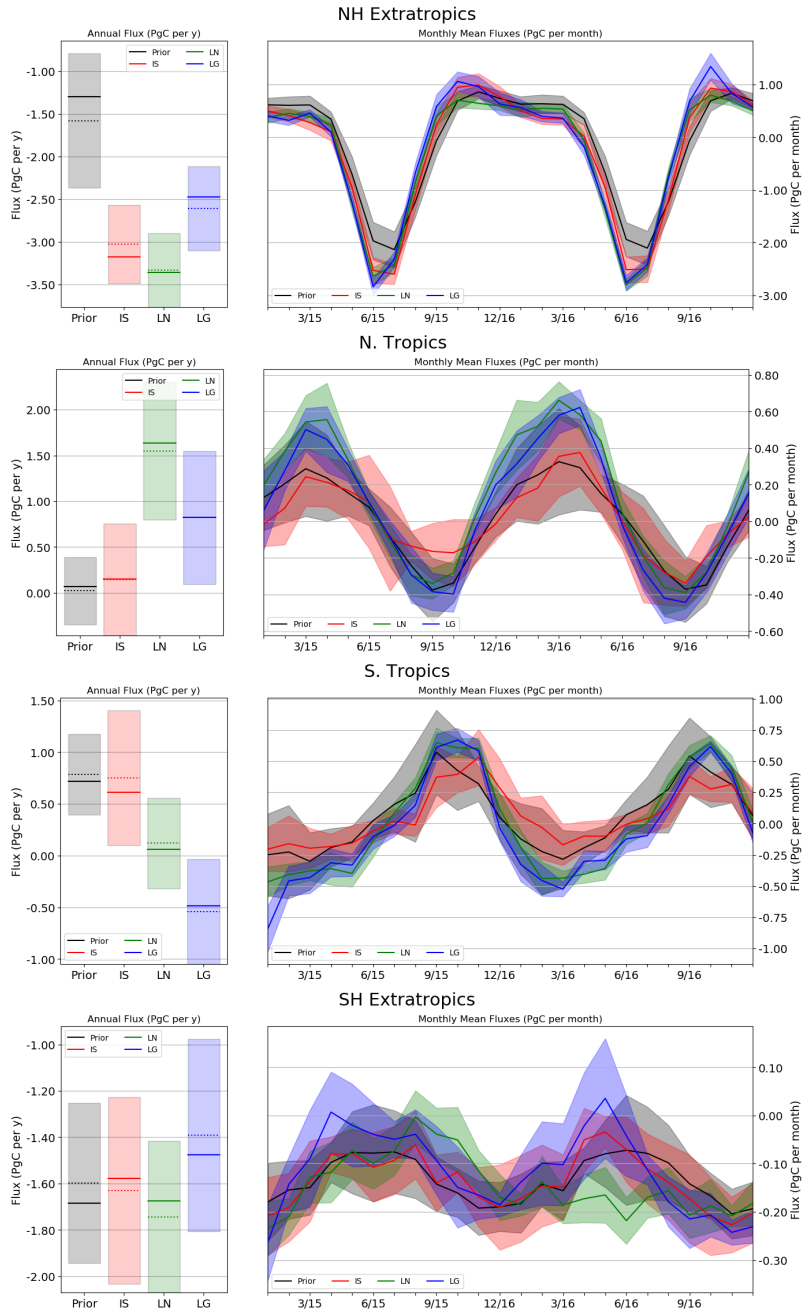 NH Extratropics
Annual Flux (PgC per y)
Monthly Mean Fluxes (PgC per month)
Flux (PgC per y)
-1.00
-1.50
-2.00
-2.50
-3.00
-3.50
Prior
IS
LN
LG
Prior IS LN LG
1.00
0.00
-1.00
-2.00
-3.00
Flux (PgC per month)
Prior IS LN LG
3/15 6/15 9/15 12/16 3/16 6/16 9/16
N. Tropics
Annual Flux (PgC per y)
Monthly Mean Fluxes (PgC per month)
Flux (PgC per y)
2.00
1.50
1.00
0.50
0.00
Prior
IS
LN
LG
Prior IS LN LG
0.80
0.60
0.40
0.20
0.00
-0.20
-0.40
-0.60
Flux (PgC per month)
Prior IS LN LG
3/15 6/15 9/15 12/16 3/16 6/16 9/16
S. Tropics
Annual Flux (PgC per y)
Monthly Mean Fluxes (PgC per month)
Flux (PgC per y)
1.50
1.00
0.50
0.00
-0.50
-1.00
Prior
IS
LN
LG
Prior IS LN LG
1.00
0.75
0.50
0.25
0.00
-0.25
-0.50
-0.75
-1.00
Flux (PgC per month)
Prior IS LN LG
3/15 6/15 9/15 12/16 3/16 6/16 9/16
SH Extratropics
Annual Flux (PgC per y)
Monthly Mean Fluxes (PgC per month)
Flux (PgC per y)
-1.00
-1.20
-1.40
-1.60
-1.80
-2.00
Prior
IS
LN
LG
Prior IS LN LG
0.10
0.00
-0.10
-0.20
-0.30
Flux (PgC per month)
Prior IS LN LG
3/15 6/15 9/15 12/16 3/16 6/16 9/16